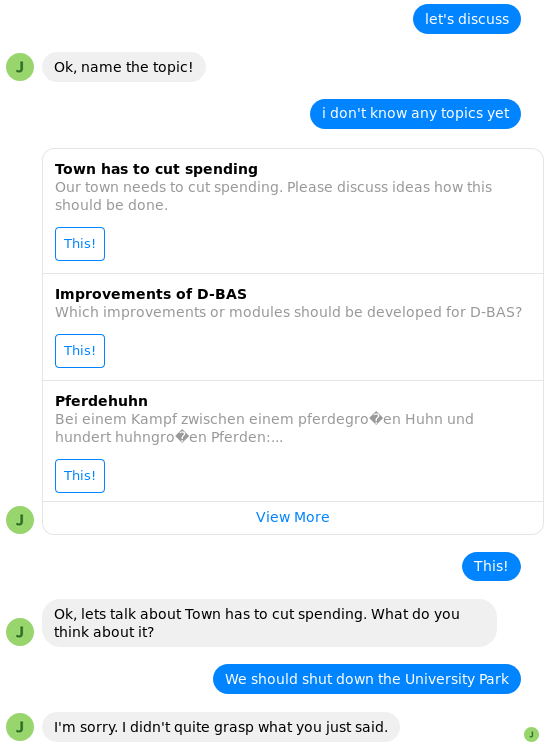 let's discuss
J
Ok, name the topic!
i don't know any topics yet
Town has to cut spending
Our town needs to cut spending. Please discuss ideas how this
should be done.
This!
Improvements of D-BAS
Which improvements or modules should be developed for D-BAS?
This!
Pferdehuhn
Bei einem Kampf zwischen einem pferdegro�en Huhn und
hundert huhngro�en Pferden:...
This!
View More
J
This!
Ok, lets talk about Town has to cut spending. What do you
think about it?
J
We should shut down the University Park
J
I'm sorry. I didn't quite grasp what you just said.
J